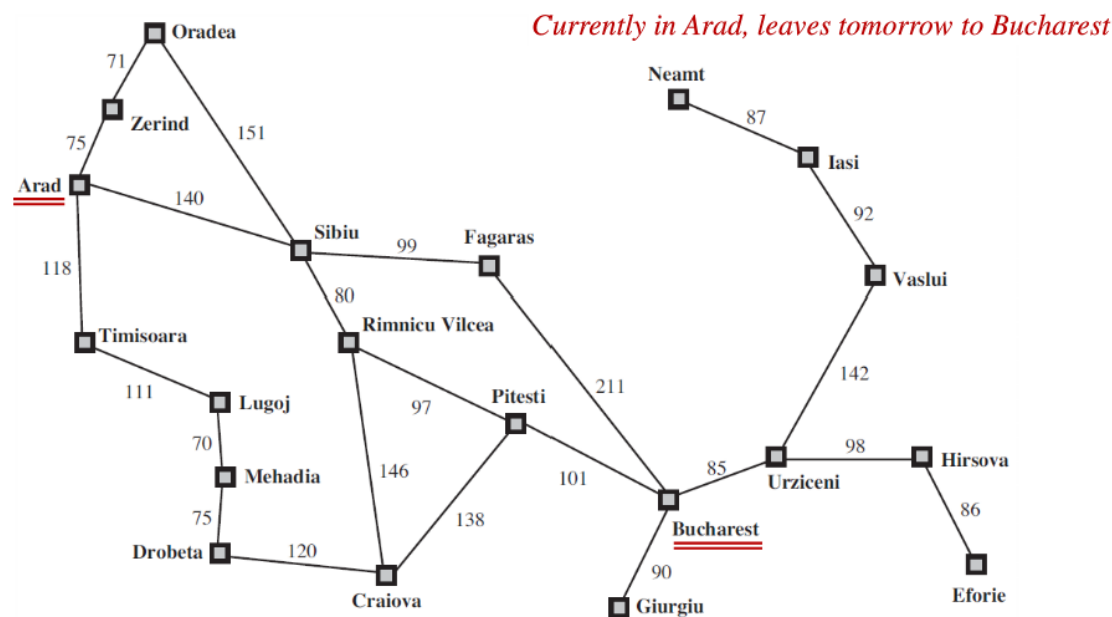 Currently in Arad, leaves tomorrow to Bucharest
Oradea
71
Neamt
87
Zerind
151
75
Iasi
Arad
140
92
Sibiu
99
Fagaras
118
Vaslui
80
Timisoara
Rimnicu Vilcea
111
211
142
Lugoj
97
Pitesti
70
98
Mehadia
146
101
85
Hirsova
Urziceni
75
138
86
Bucharest
Drobeta
120
90
Craiova
Giurgiu
Eforie